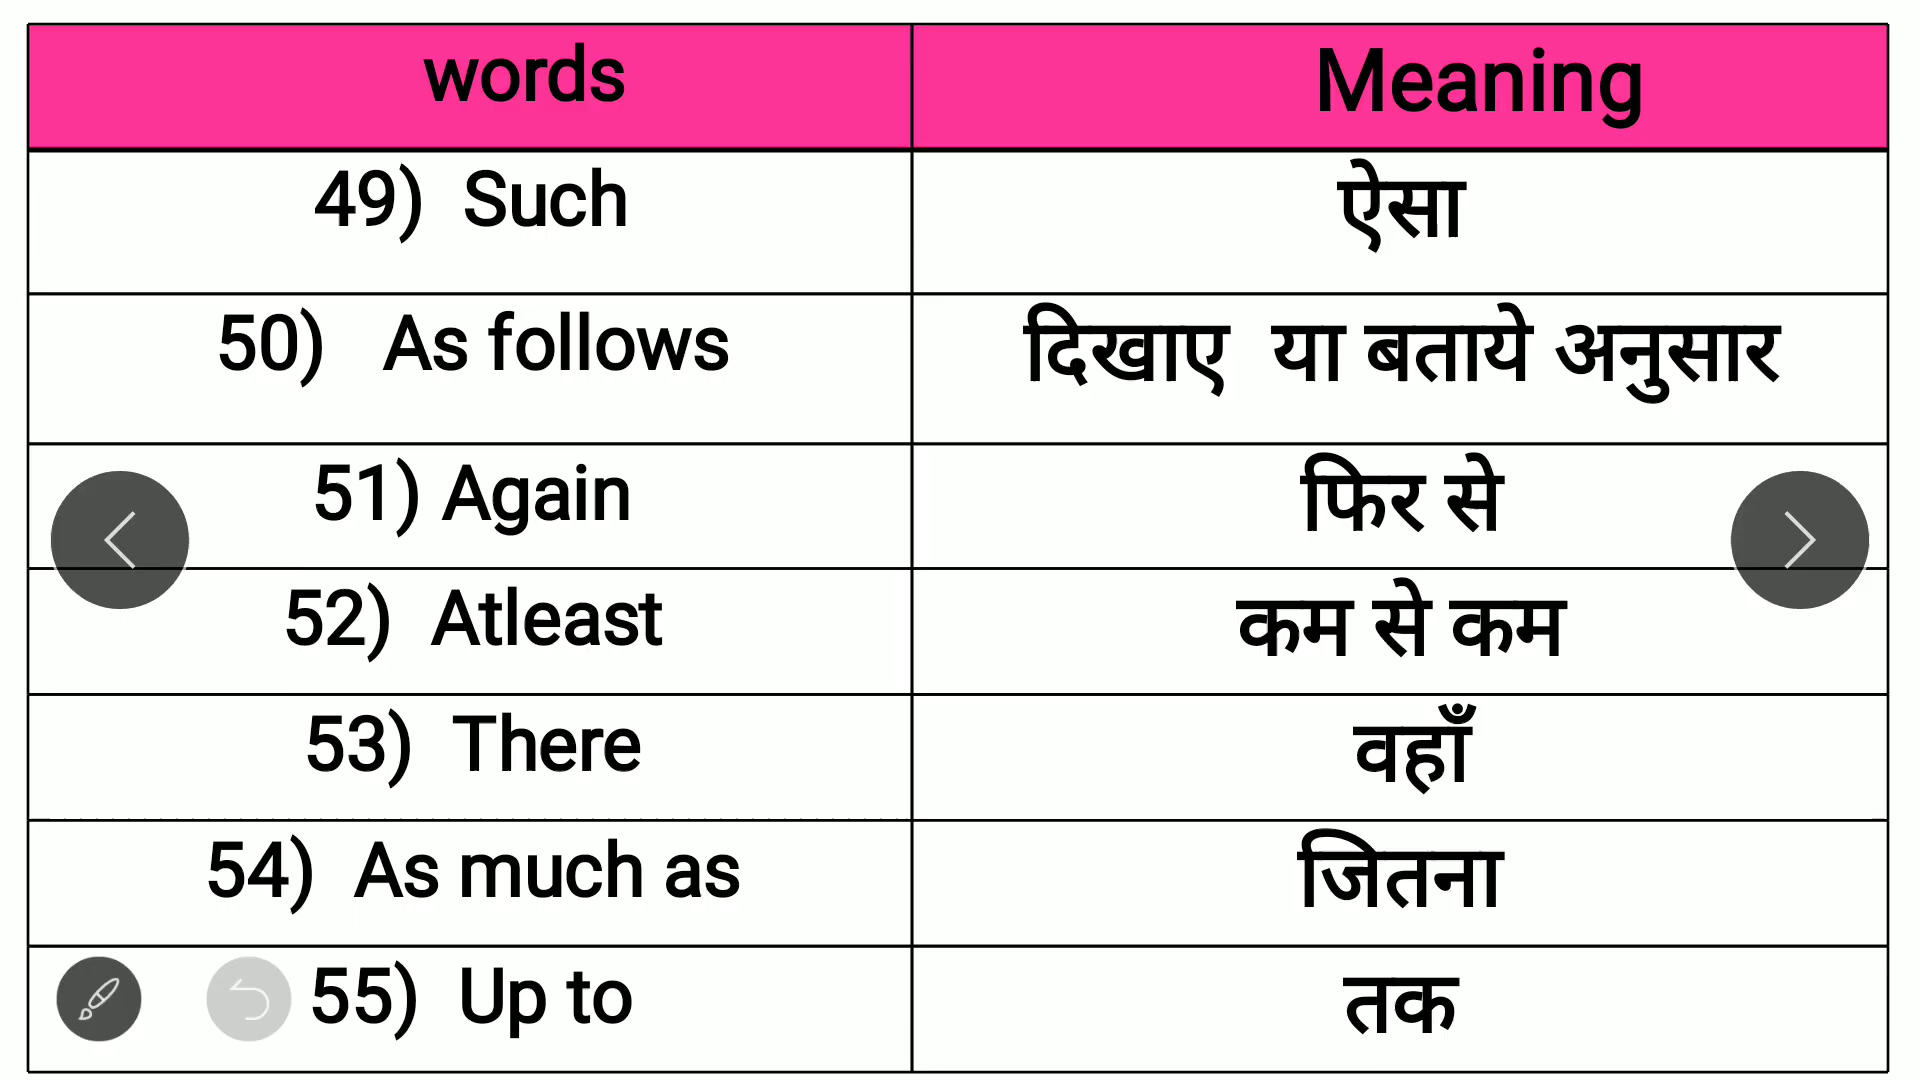 words Meaning
49) Such ऐसा
50) As follows दिखाए या बताये अनुसार
51) Again फिर से
52) Atleast कम से कम
53) There वहाँ
54) As much as जितना
55) Up to तक